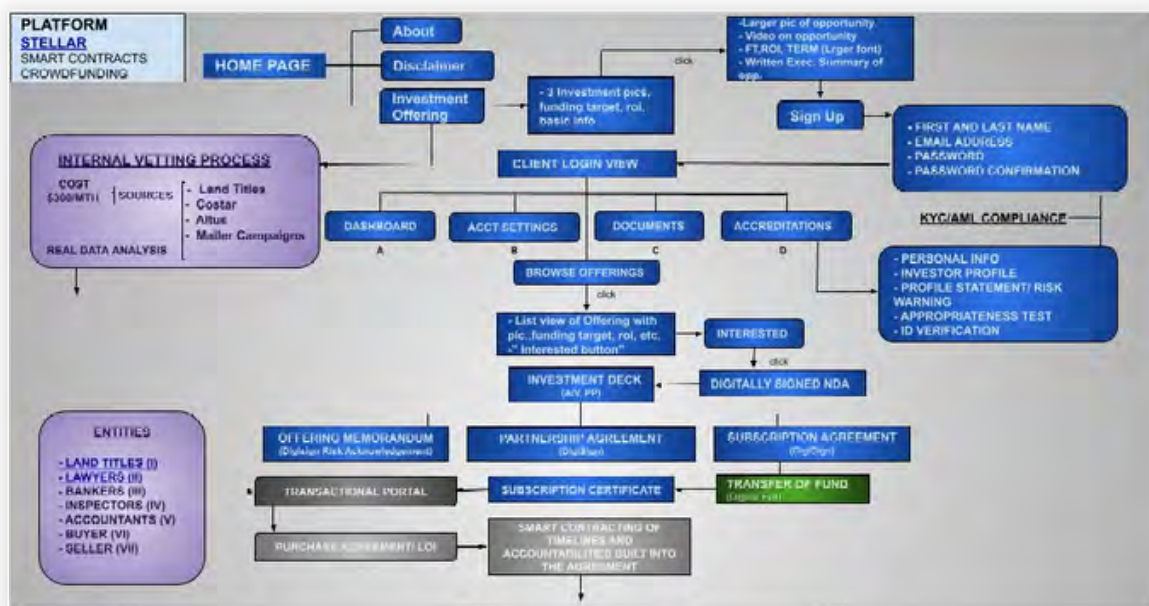 PLATFORM
STELLAR
SMART CONTRACTS
CROWDFUNDING
HOME PAGE
About
Disclaimer
Investment
Offering
- 3 Investment pics,
funding target, roi,
basic info
click
-Larger pic of opportunity.
- Video on opportunity
- FT,ROI, TERM (Lrger font)
- Written Exec. Summary of
opp.
Sign Up
- FIRST AND LAST NAME
- EMAIL ADDRESS
- PASSWORD
- PASSWORD CONFIRMATION
KYC/AML COMPLIANCE
- PERSONAL INFO
- INVESTOR PROFILE
- PROFILE STATEMENT/ RISK
WARNING
- APPROPRIATENESS TEST
- ID VERIFICATION
INTERNAL VETTING PROCESS
COST
$300/MTH
SOURCES
- Land Titles
- Costar
- Altus
- Mailer Campaigns
REAL DATA ANALYSIS
CLIENT LOGIN VIEW
DASHBOARD
A
ACCT SETTINGS
B
DOCUMENTS
C
ACCREDITATIONS
D
BROWSE OFFERINGS
click
- List view of Offering with
pic.,funding target, roi, etc.
-" Interested button"
INTERESTED
click
INVESTMENT DECK
(A/V, PP)
DIGITALLY SIGNED NDA
OFFERING MEMORANDUM
(Digisign Risk Acknowledgement)
PARTNERSHIP AGREEMENT
(DigiSign)
SUBSCRIPTION AGREEMENT
(DigiSign)
TRANSACTIONAL PORTAL
SUBSCRIPTION CERTIFICATE
TRANSFER OF FUND
PURCHASE AGREEMENT/ LOI
SMART CONTRACTING OF
TIMELINES AND
ACCOUNTABILITIES BUILT INTO
THE AGREEMENT
ENTITIES
- LAND TITLES (I)
- LAWYERS (II)
- BANKERS (III)
- INSPECTORS (IV)
- ACCOUNTANTS (V)
- BUYER (VI)
- SELLER (VII)